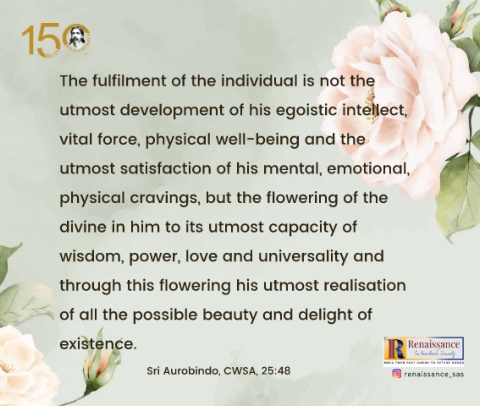 150
The fulfilment of the individual is not the
utmost development of his egoistic intellect,
vital force, physical well-being and the
utmost satisfaction of his mental, emotional,
physical cravings, but the flowering of the
divine in him to its utmost capacity of
wisdom, power, love and universality and
through this flowering his utmost realisation
of all the possible beauty and delight of
existence.
Sri Aurobindo, CWSA, 25:48
Renaissance
Sri Aurobindo Society
renaissance_sas